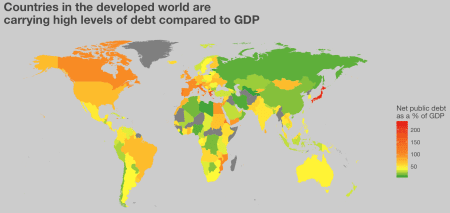 Countries in the developed world are
carrying high levels of debt compared to GDP
Net public debt
as a % of GDP
200
150
100
50